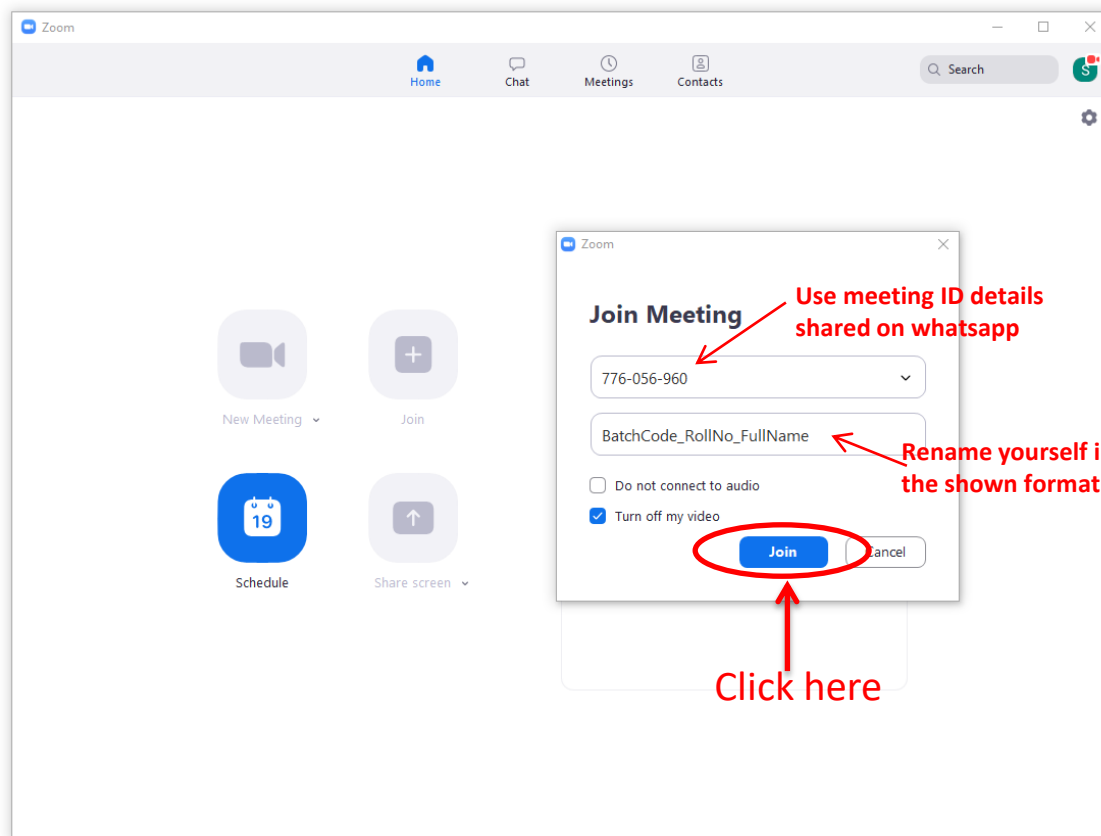 Zoom
Home
Chat
Meetings
Contacts
Search
S
Zoom
Join Meeting
Use meeting ID details
shared on whatsapp
776-056-960
BatchCode_RollNo_FullName
Rename yourself i
the shown format
Do not connect to audio
Turn off my video
Join
Cancel
New Meeting
Join
19
Schedule
Share screen
Click here